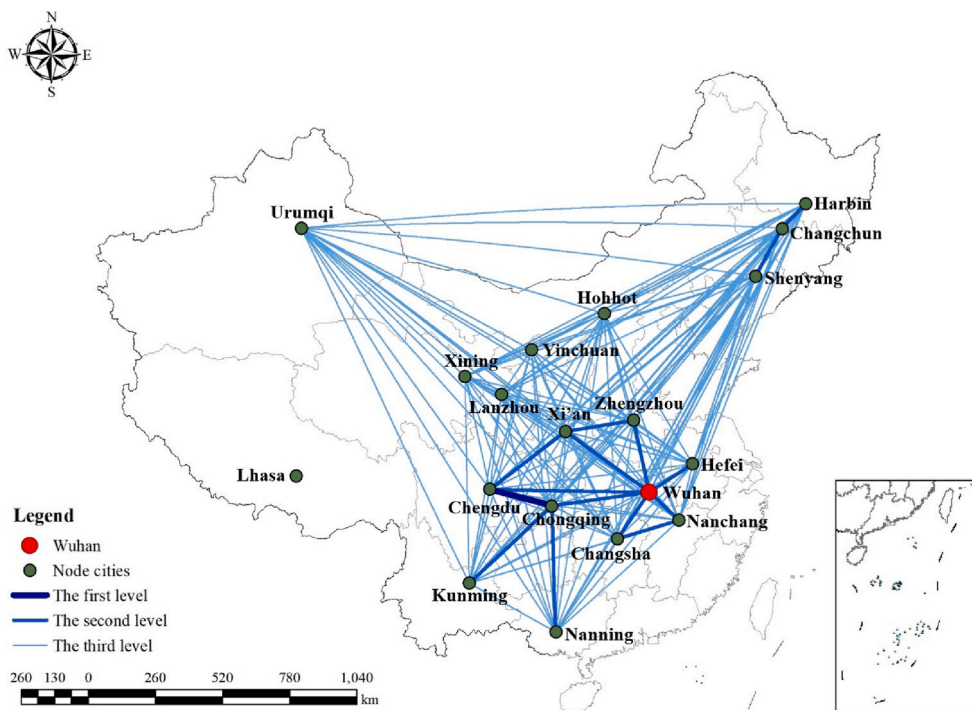 N
W
E
S
Urumqi
Harbin
Changchun
Shenyang
Hohhot
Yinchuan
Xining
Lanzhou
Zhengzhou
Xi'an
Hefei
Lhasa
Chengdu
Wuhan
Chongqing
Nanchang
Changsha
Kunming
Nanning
Legend
Wuhan
Node cities
The first level
The second level
The third level
260 130 0 260 520 780 1,040
km